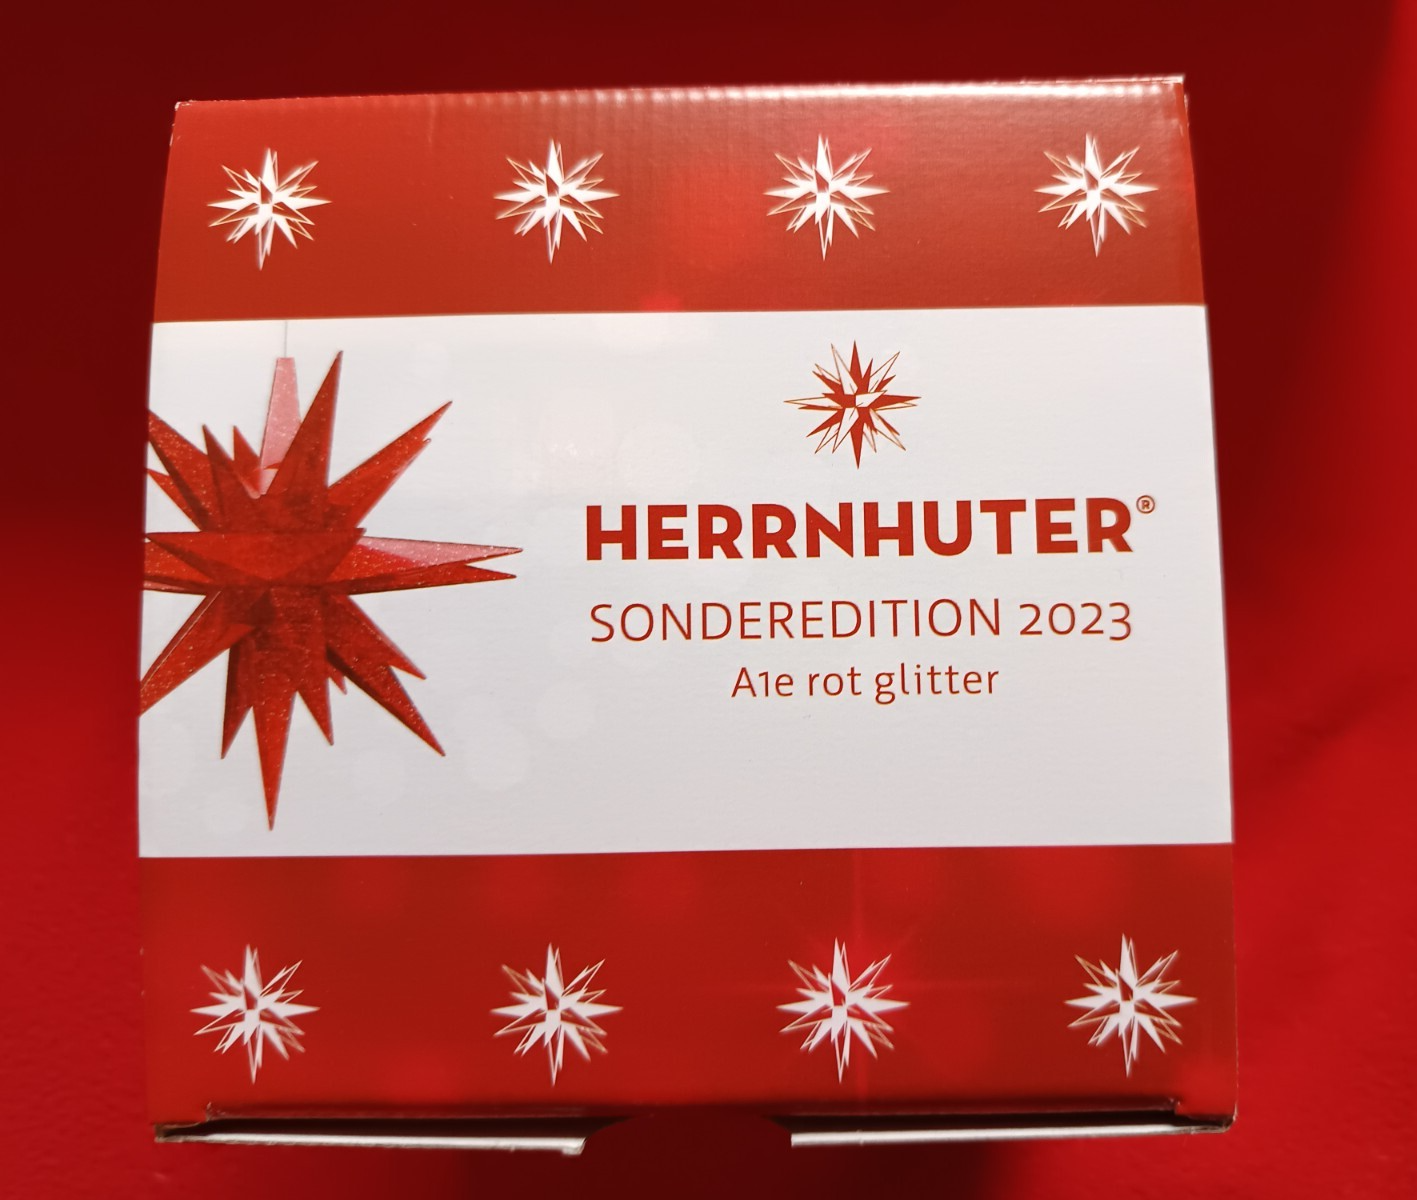 HERRNHUTER®
SONDEREDITION 2023
A1e rot glitter